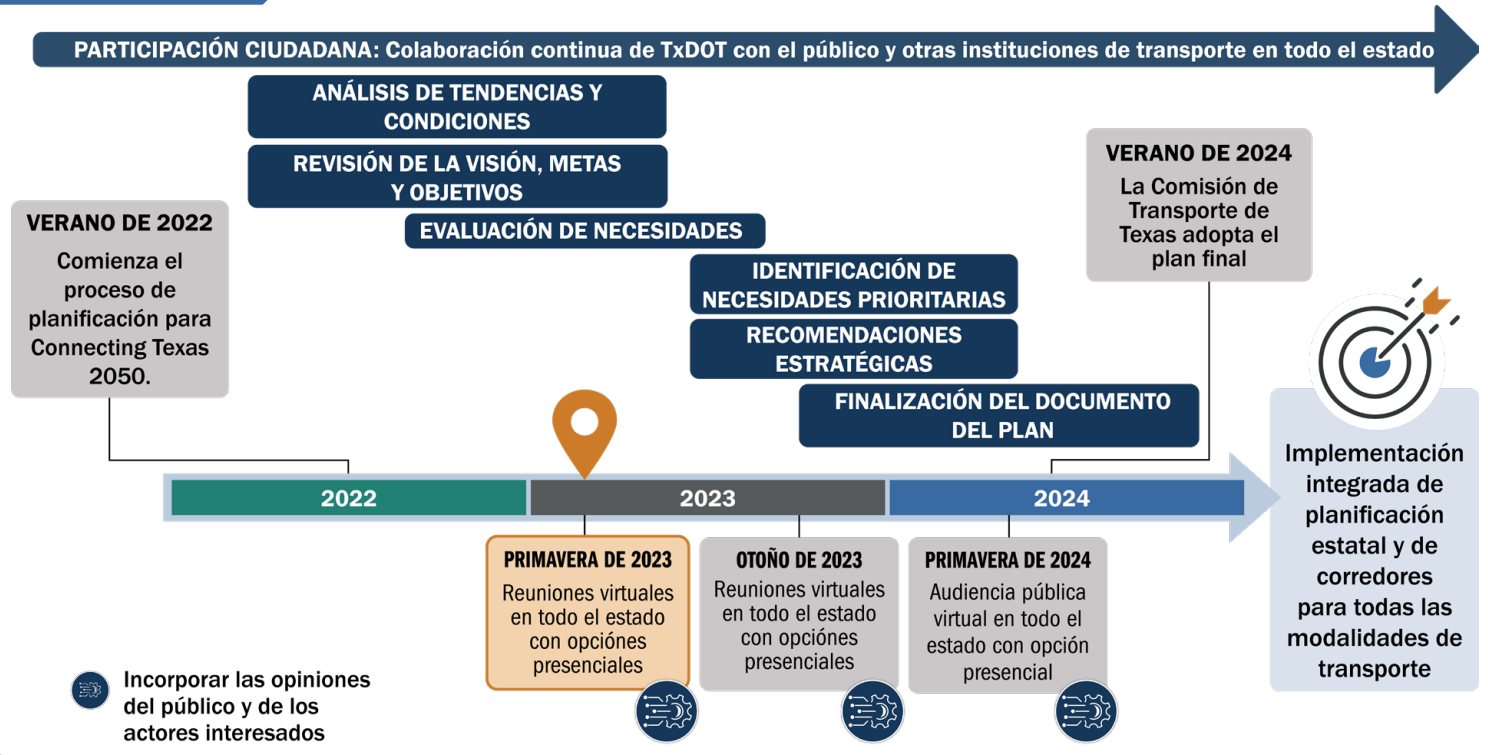 PARTICIPACIÓN CIUDADANA: Colaboración continua de TxDOT con el público y otras instituciones de transporte en todo el estado
ANÁLISIS DE TENDENCIAS Y
CONDICIONES
REVISIÓN DE LA VISIÓN, METAS
Y OBJETIVOS
EVALUACIÓN DE NECESIDADES
IDENTIFICACIÓN DE
NECESIDADES PRIORITARIAS
RECOMENDACIONES
ESTRATÉGICAS
FINALIZACIÓN DEL DOCUMENTO
DEL PLAN
VERANO DE 2022
Comienza el
proceso de
planificación para
Connecting Texas
2050.
VERANO DE 2024
La Comisión de
Transporte de
Texas adopta el
plan final
2022
2023
2024
PRIMAVERA DE 2023
Reuniones virtuales
en todo el estado
con opciónes
presenciales
OTOÑO DE 2023
Reuniones virtuales
en todo el estado
con opciónes
presenciales
PRIMAVERA DE 2024
Audiencia pública
virtual en todo el
estado con opción
presencial
Implementación
integrada de
planificación
estatal y de
corredores
para todas las
modalidades de
transporte
Incorporar las opiniones
del público y de los
actores interesados